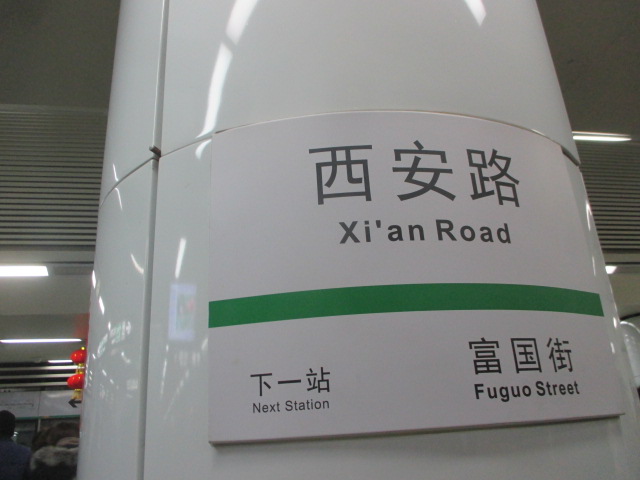 西安路
Xi'an Road
下一站
Next Station
富国街
Fuguo Street